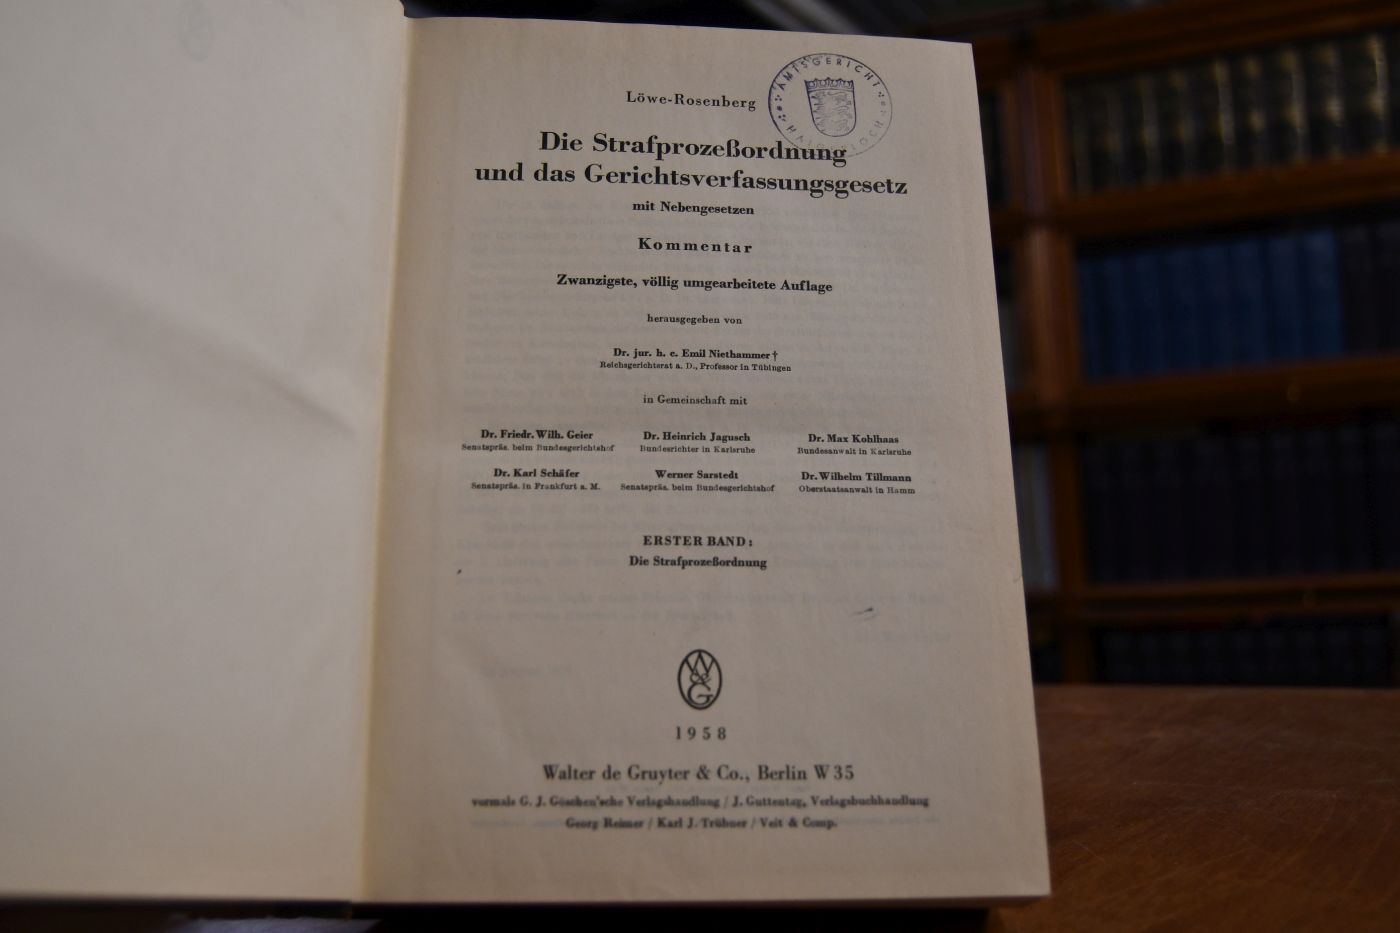 Löwe-Rosenberg
AMTSGERICHT
HAIGERLOCH
Die Strafprozeßordnung
und das Gerichtsverfassungsgesetz
mit Nebengesetzen
Kommentar
Zwanzigste, völlig umgearbeitete Auflage
herausgegeben von
Dr. jur. h. c. Emil Niethammer †
Reichsgerichtsrat a. D., Professor in Tübingen
in Gemeinschaft mit
Dr. Friedr. Wilh. Geier Dr. Heinrich Jagusch Dr. Max Kohlhaas
Senatspräs. beim Bundesgerichtshof Bundesrichter in Karlsruhe Bundesanwalt in Karlsruhe
Dr. Karl Schäfer Werner Sarstedt Dr. Wilhelm Tillmann
Senatspräs. in Frankfurt a. M. Senatspräs. beim Bundesgerichtshof Oberstaatsanwalt in Hamm
ERSTER BAND:
Die Strafprozeßordnung
W & G
1958
Walter de Gruyter & Co., Berlin W 35
vormals G. J. Göschen'sche Verlagshandlung / J. Guttentag, Verlagsbuchhandlung
Georg Reimer / Karl J. Trübner / Veit & Comp.